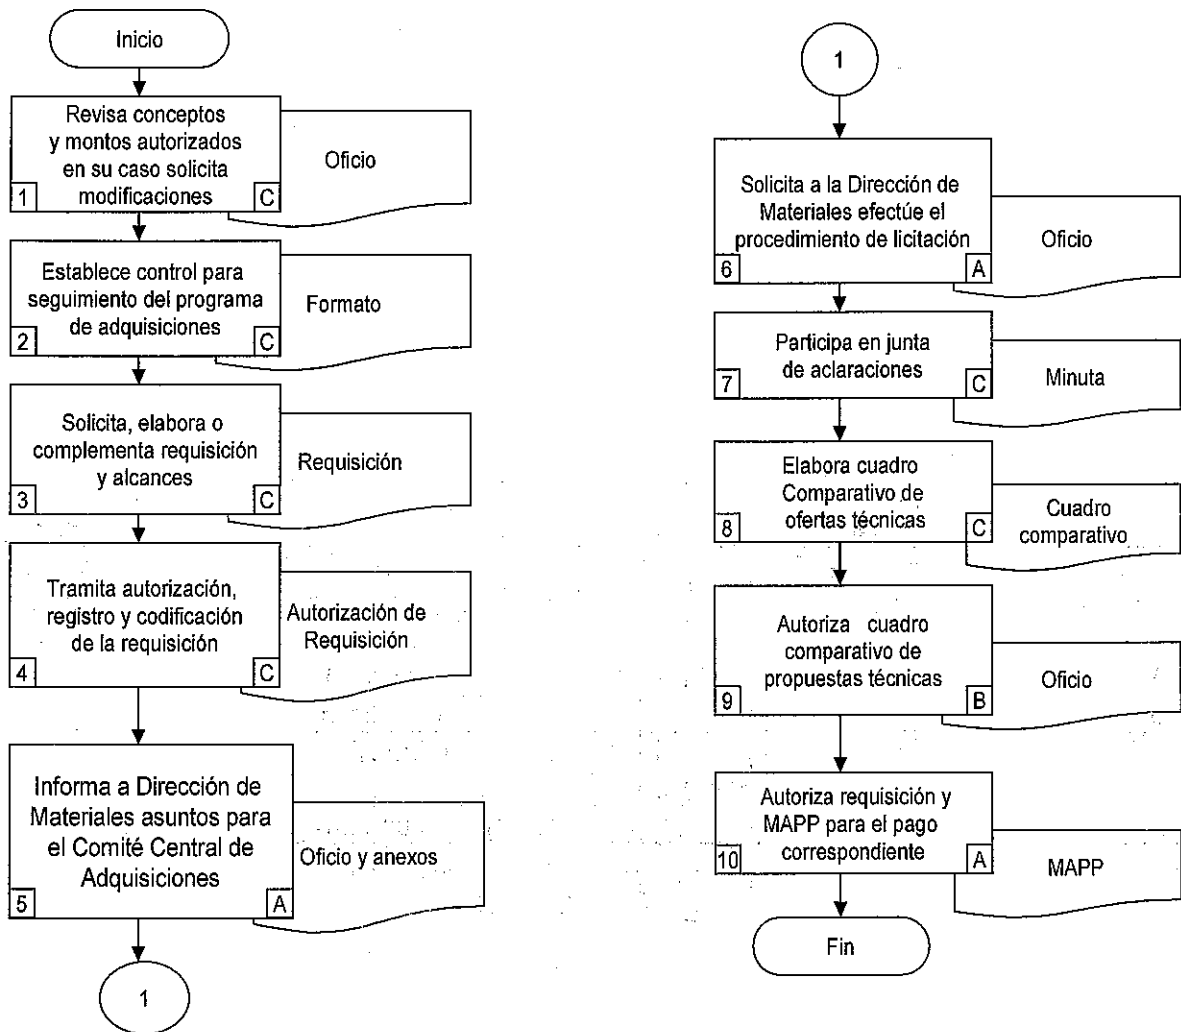 Inicio
Revisa conceptos
y montos autorizados
en su caso solicita
modificaciones
1
C
Oficio
Establece control para
seguimiento del programa
de adquisiciones
2
C
Formato
Solicita, elabora o
complementa requisición
y alcances
3
C
Requisición
Tramita autorización,
registro y codificación
de la requisición
4
C
Autorización de
Requisición
Informa a Dirección de
Materiales asuntos para
el Comité Central de
Adquisiciones
5
A
Oficio y anexos
1
1
Solicita a la Dirección de
Materiales efectúe el
procedimiento de licitación
6
A
Oficio
Participa en junta
de aclaraciones
7
C
Minuta
Elabora cuadro
Comparativo de
ofertas técnicas
8
C
Cuadro
comparativo
Autoriza cuadro
comparativo de
propuestas técnicas
9
B
Oficio
Autoriza requisición y
MAPP para el pago
correspondiente
10
A
MAPP
Fin